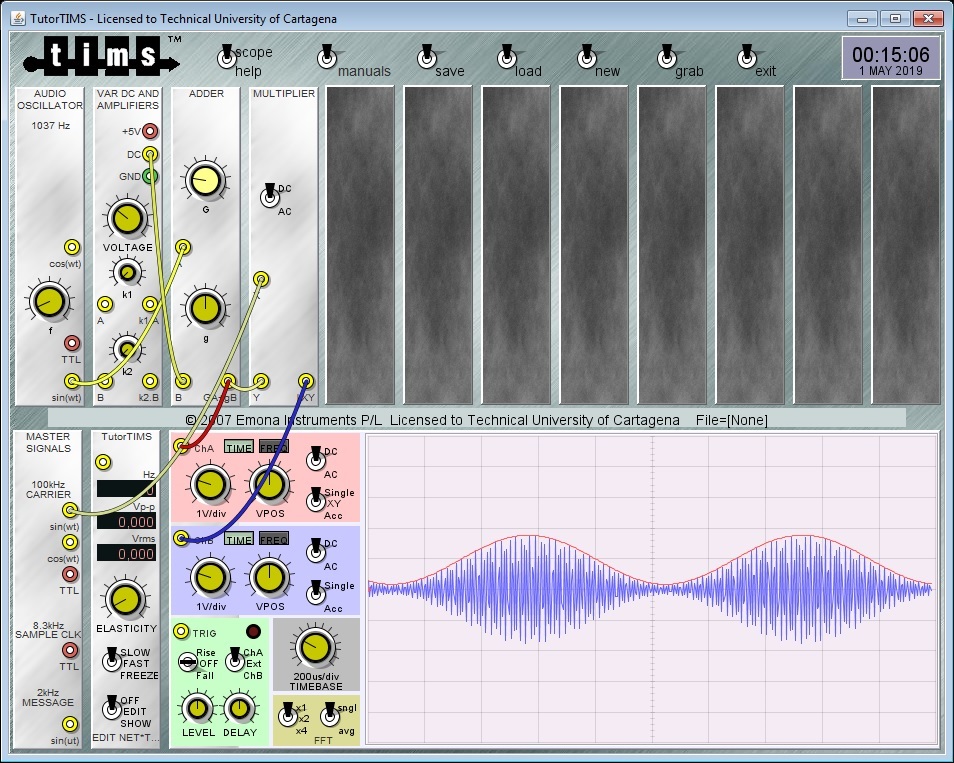 TutorTIMS - Licensed to Technical University of Cartagena
tims TM
scope
help
manuals
save
load
new
grab
exit
00:15:06
1 MAY 2019
AUDIO
OSCILLATOR
1037 Hz
cos(wt)
f
TTL
sin(wt)
VAR DC AND
AMPLIFIERS
+5V
DC
GND
VOLTAGE
k1
A
k2
B
k2.B
ADDER
G
g
B
MULTIPLIER
DC
AC
Y
© 2007 Emona Instruments P/L Licensed to Technical University of Cartagena File=[None]
MASTER
SIGNALS
100kHz
CARRIER
sin(wt)
cos(wt)
TTL
8.3kHz
SAMPLE CLK
TTL
2kHz
MESSAGE
sin(ut)
TutorTIMS
Hz
Vp-p
0,000
Vrms
0,000
ELASTICITY
SLOW
FAST
FREEZE
OFF
EDIT
SHOW
EDIT NET*T...
ChA
TIME
FREQ
1V/div
VPOS
DC
AC
Single
XY
Acc
ChB
TIME
FREQ
1V/div
VPOS
DC
AC
Single
Acc
TRIG
Rise
OFF
Fall
ChA
Ext
ChB
LEVEL
DELAY
200us/div
TIMEBASE
x1
x2
x4
sngl
avg
FFT